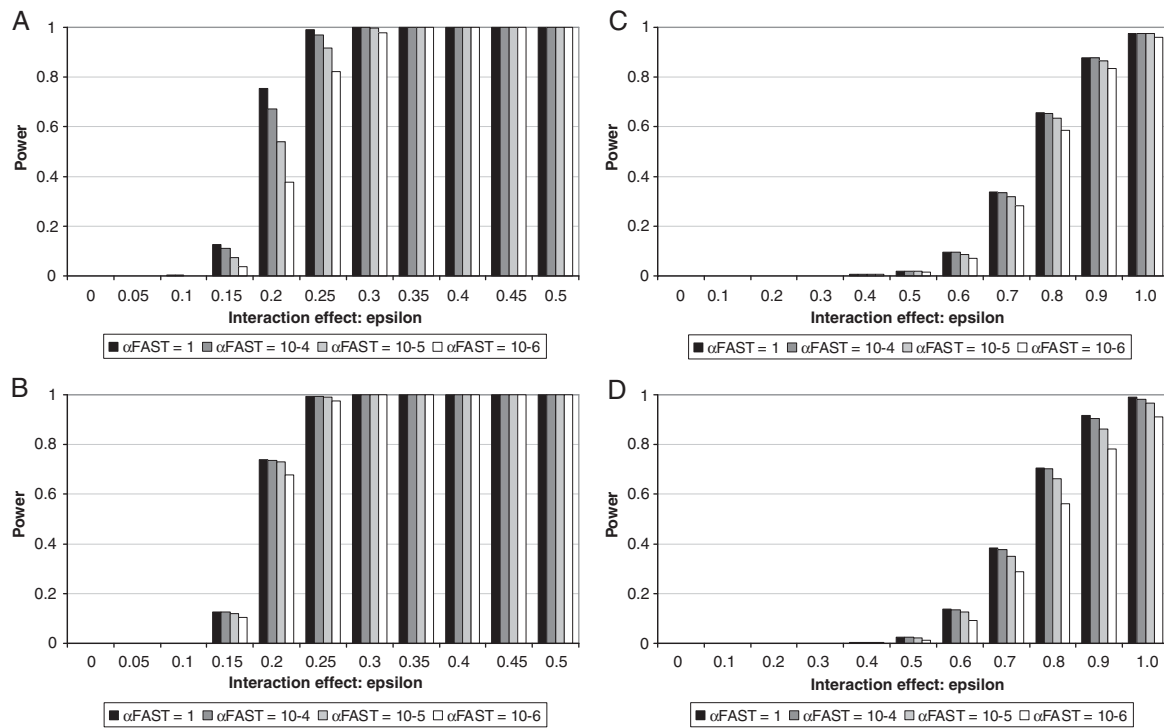 A
1
0.8
0.6
0.4
0.2
0
Power
0 0.05 0.1 0.15 0.2 0.25 0.3 0.35 0.4 0.45 0.5
Interaction effect: epsilon
αFAST = 1 αFAST = 10-4 αFAST = 10-5 αFAST = 10-6
B
1
0.8
0.6
0.4
0.2
0
Power
0 0.05 0.1 0.15 0.2 0.25 0.3 0.35 0.4 0.45 0.5
Interaction effect: epsilon
αFAST = 1 αFAST = 10-4 αFAST = 10-5 αFAST = 10-6
C
1
0.8
0.6
0.4
0.2
0
Power
0 0.1 0.2 0.3 0.4 0.5 0.6 0.7 0.8 0.9 1.0
Interaction effect: epsilon
αFAST = 1 αFAST = 10-4 αFAST = 10-5 αFAST = 10-6
D
1
0.8
0.6
0.4
0.2
0
Power
0 0.1 0.2 0.3 0.4 0.5 0.6 0.7 0.8 0.9 1.0
Interaction effect: epsilon
αFAST = 1 αFAST = 10-4 αFAST = 10-5 αFAST = 10-6